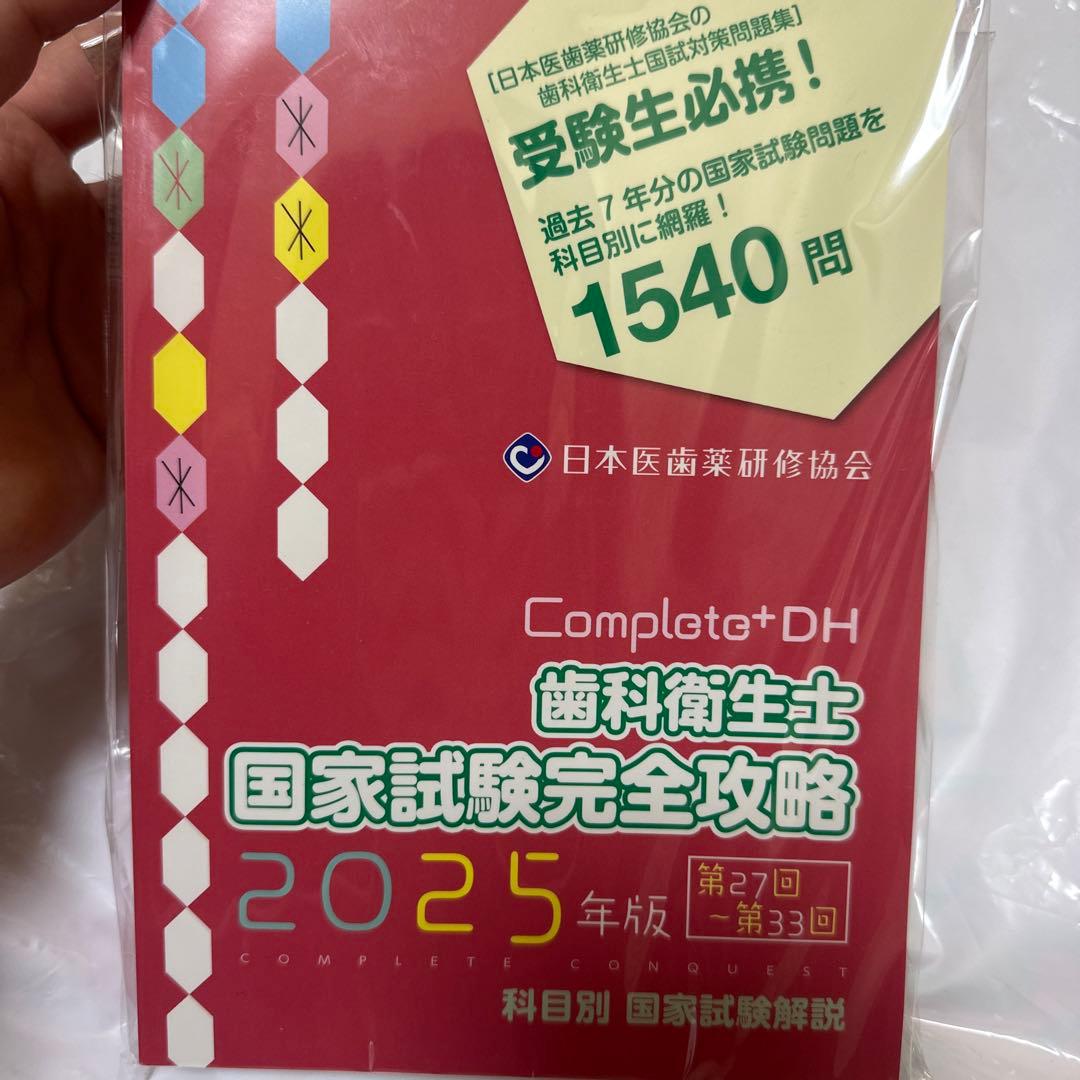 [日本医歯薬研修協会の
歯科衛生士国試対策問題集]
受験生必携!
過去7年分の国家試験問題を
科目別に網羅!
1540問
日本医歯薬研修協会
Complete+DH
歯科衛生士
国家試験完全攻略
2025年版
第27回
~第33回
COMPLETE CONQUEST
科目別 国家試験解説